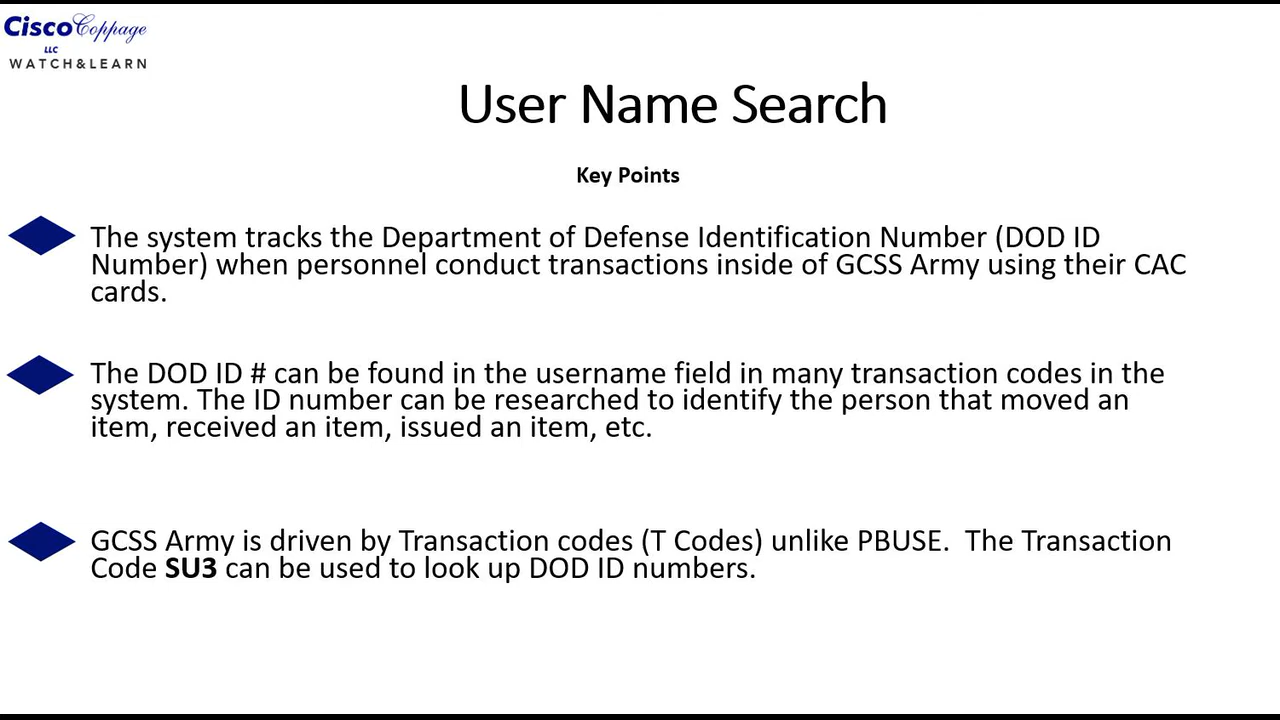 Cisco Coppage
LLC
WATCH&LEARN
User Name Search
Key Points
The system tracks the Department of Defense Identification Number (DOD ID
Number) when personnel conduct transactions inside of GCSS Army using their CAC
cards.
The DOD ID # can be found in the username field in many transaction codes in the
system. The ID number can be researched to identify the person that moved an
item, received an item, issued an item, etc.
GCSS Army is driven by Transaction codes (T Codes) unlike PBUSE.  The Transaction
Code SU3 can be used to look up DOD ID numbers.